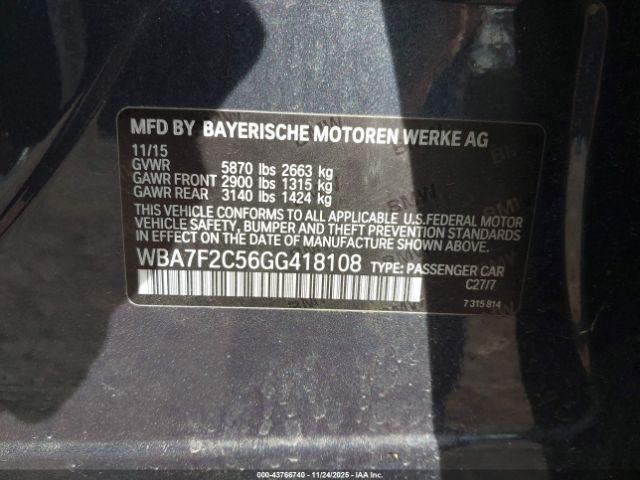 MFD BY BAYERISCHE MOTOREN WERKE AG
11/15
GVWR 5870 lbs 2663 kg
GAWR FRONT 2900 lbs 1315 kg
GAWR REAR 3140 lbs 1424 kg
THIS VEHICLE CONFORMS TO ALL APPLICABLE U.S.FEDERAL MOTOR
VEHICLE SAFETY, BUMPER AND THEFT PREVENTION STANDARDS
IN EFFECT ON THE DATE OF MANUFACTURE SHOWN ABOVE.
WBA7F2C56GG418108 TYPE: PASSENGER CAR
C27/7
7 315 814
000-43766740 | 11/24/2025 | COPART